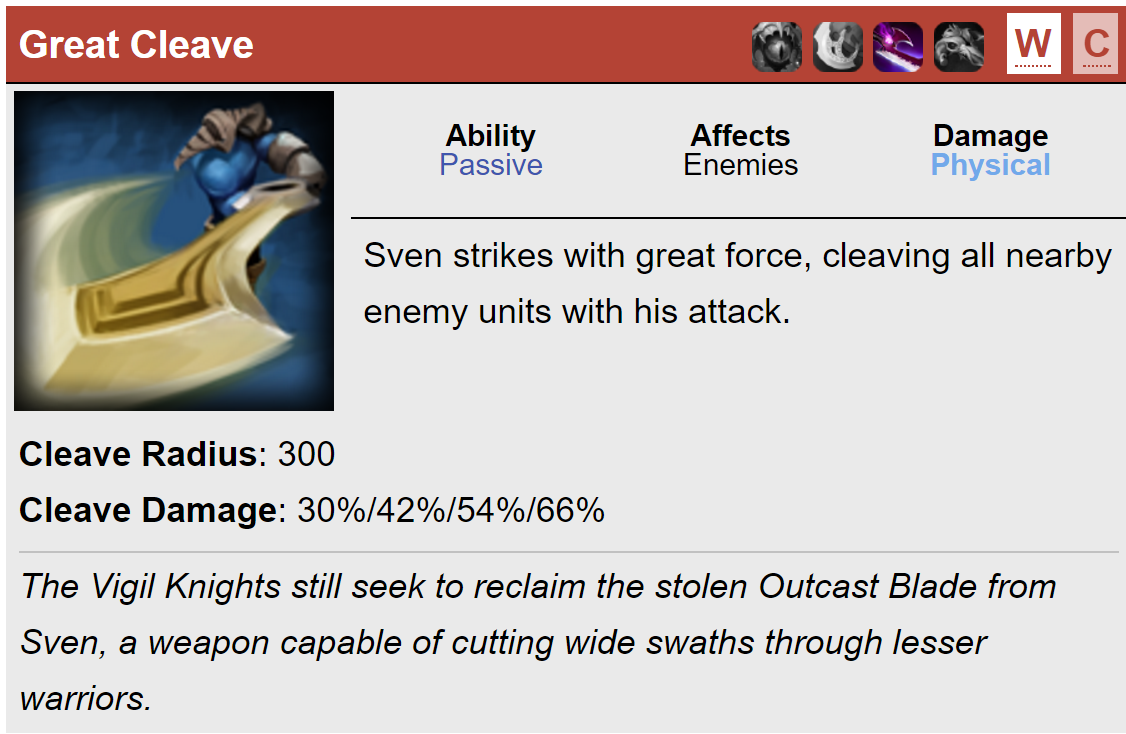 Great Cleave W C
Ability Affects Damage
Passive Enemies Physical
Sven strikes with great force, cleaving all nearby
enemy units with his attack.
Cleave Radius: 300
Cleave Damage: 30%/42%/54%/66%
The Vigil Knights still seek to reclaim the stolen Outcast Blade from
Sven, a weapon capable of cutting wide swaths through lesser
warriors.